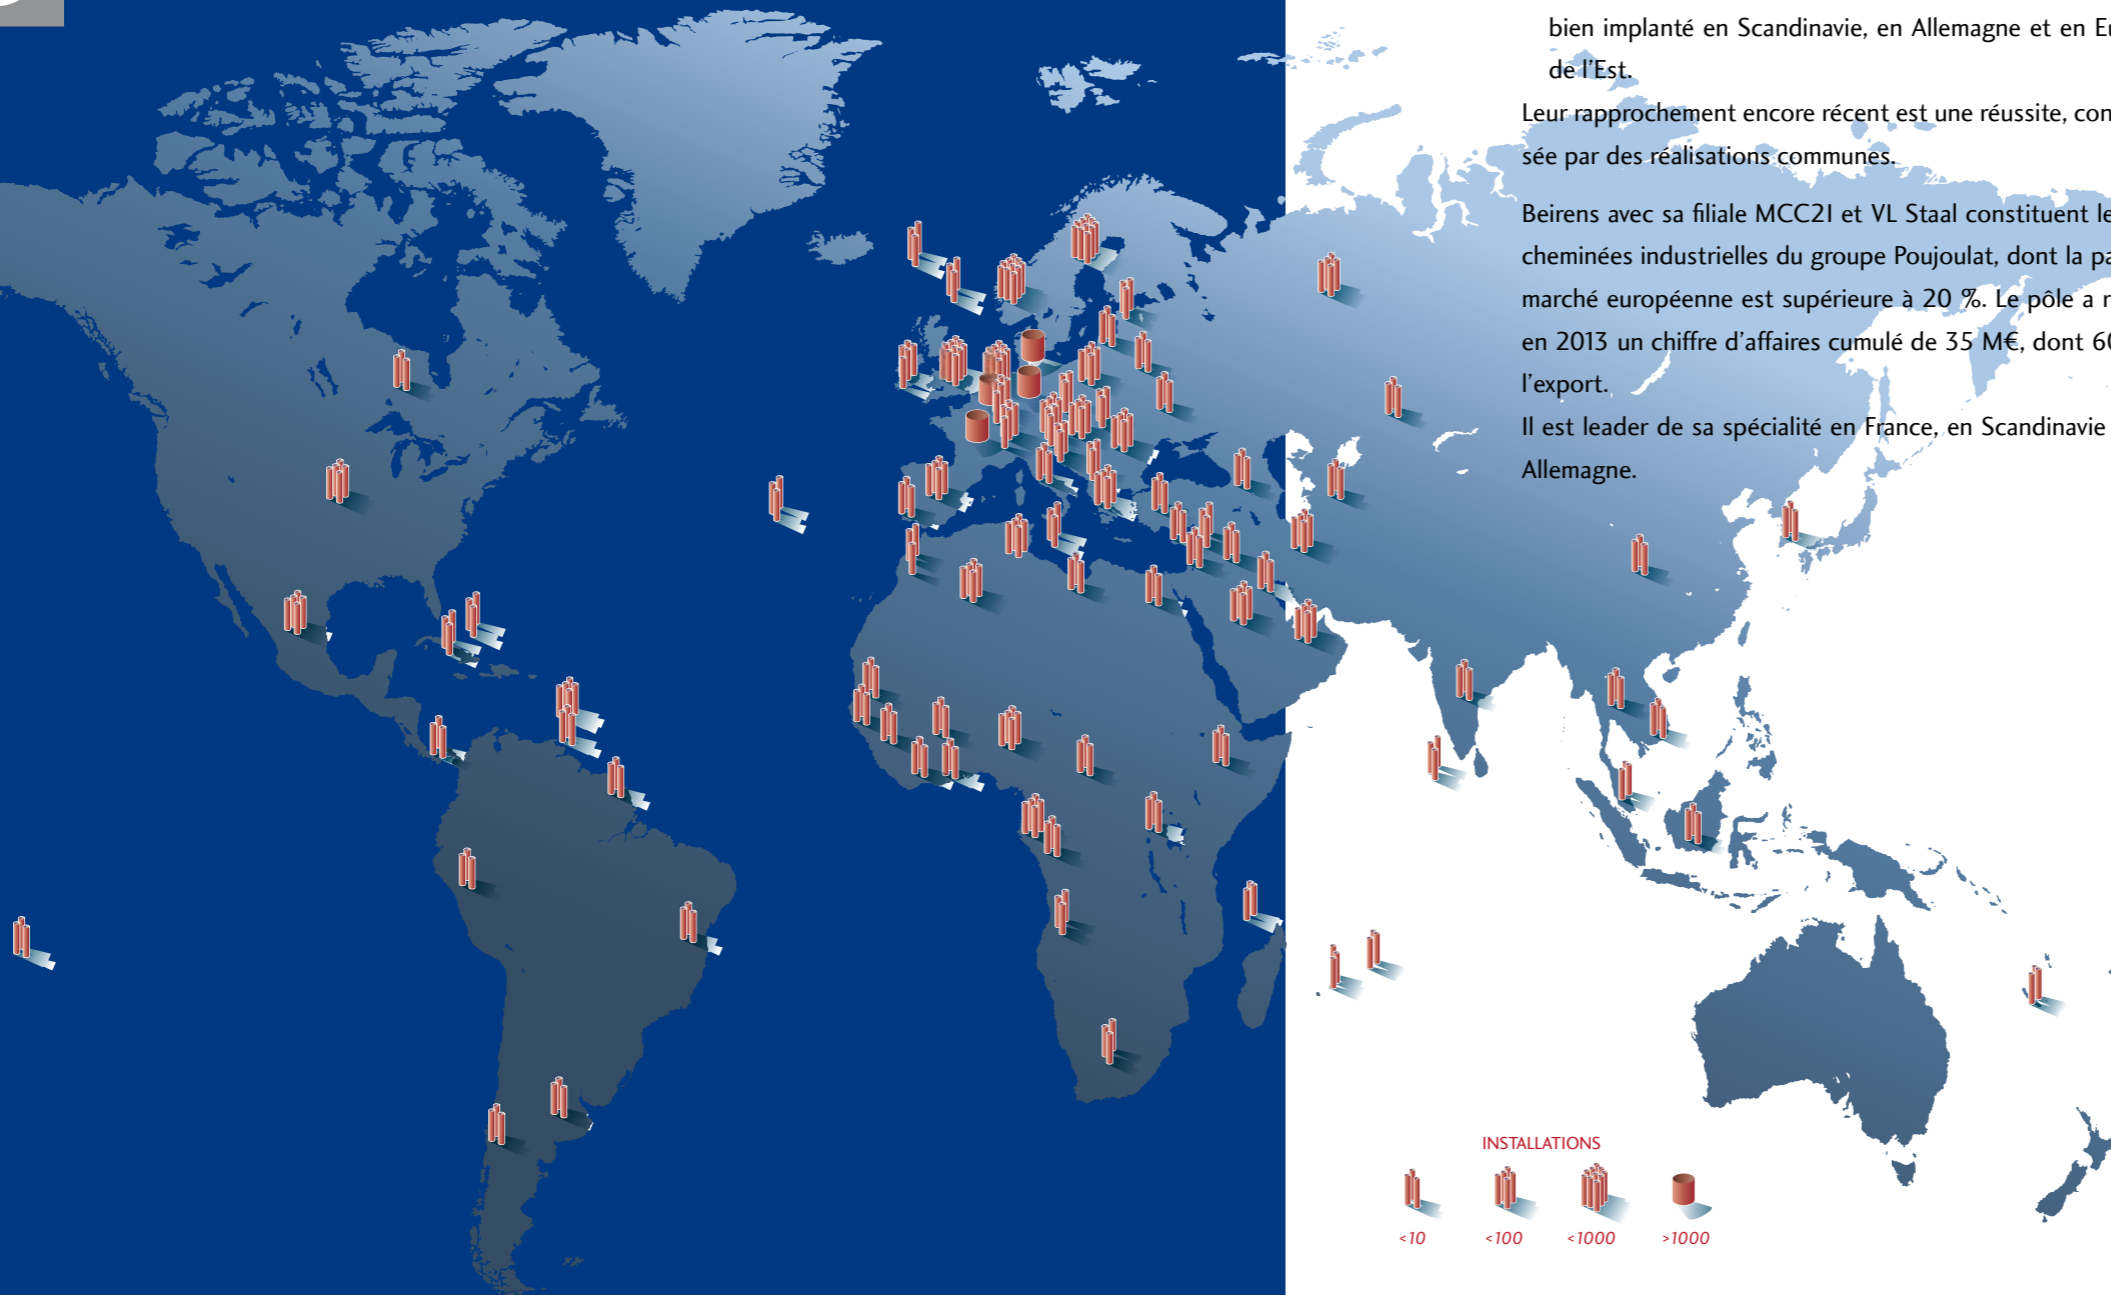 bien implanté en Scandinavie, en Allemagne et en
de l’Est.
Leur rapprochement encore récent est une réussite,
sée par des réalisations communes.
Beirens avec sa filiale MCC2I et VL Staal constituent
cheminées industrielles du groupe Poujoulat, dont la
marché européenne est supérieure à 20 %. Le pôle a
en 2013 un chiffre d’affaires cumulé de 35 M€, dont
l’export.
Il est leader de sa spécialité en France, en Scandinavie
Allemagne.
INSTALLATIONS
<10 <100 <1000 >1000